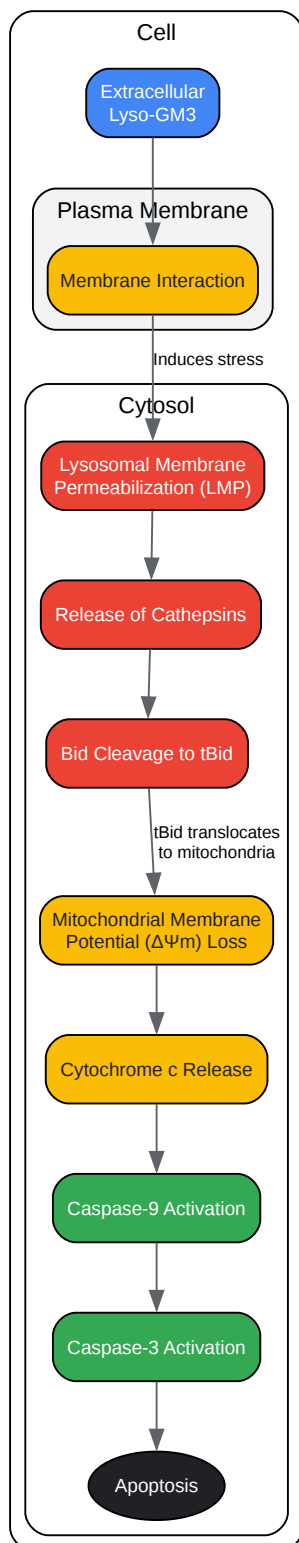 Cell
Extracellular
Lyso-GM3
Plasma Membrane
Membrane Interaction
Induces stress
Cytosol
Lysosomal Membrane
Permeabilization (LMP)
Release of Cathepsins
Bid Cleavage to tBid
tBid translocates
to mitochondria
Mitochondrial Membrane
Potential (ΔΨm) Loss
Cytochrome c Release
Caspase-9 Activation
Caspase-3 Activation
Apoptosis